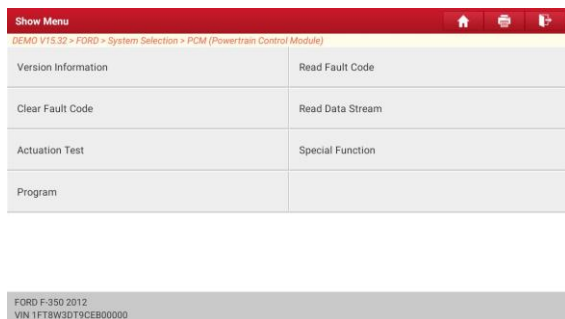 Show Menu
DEMO V15.32 > FORD > System Selection > PCM (Powertrain Control Module)
Version Information
Read Fault Code
Clear Fault Code
Read Data Stream
Actuation Test
Special Function
Program
FORD F-350 2012
VIN 1FT8W3DT9CEB00000